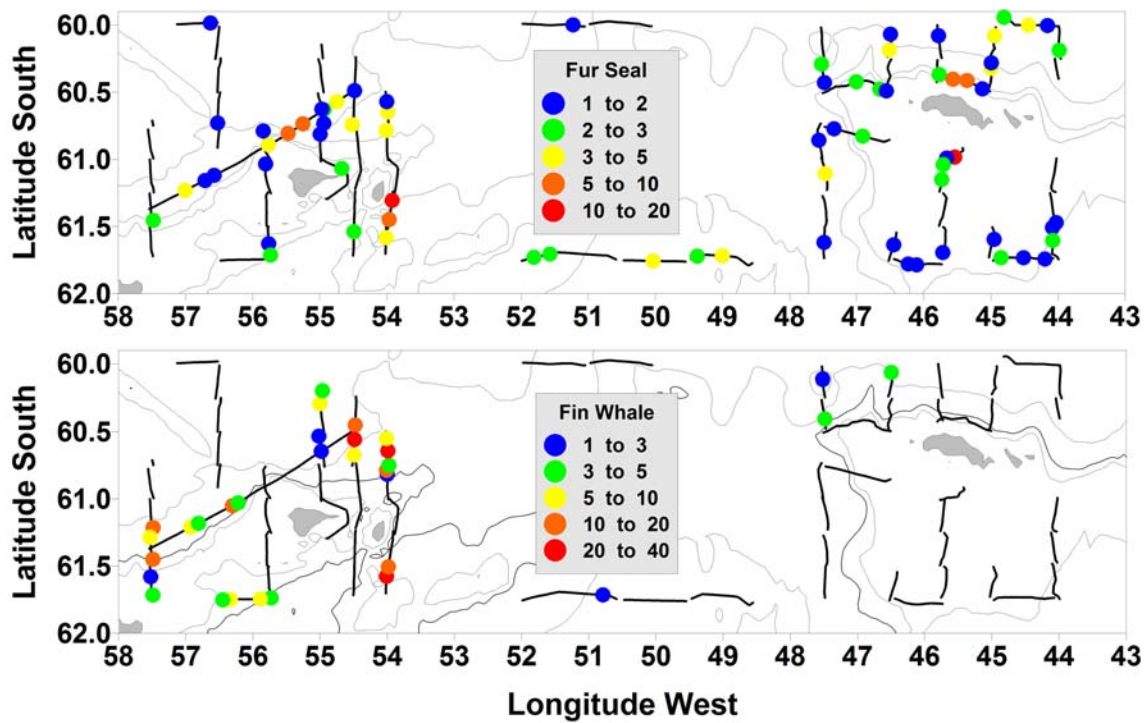 Latitude South
60.0
60.5
61.0
61.5
62.0
Fur Seal
1 to 2
2 to 3
3 to 5
5 to 10
10 to 20
58 57 56 55 54 53 52 51 50 49 48 47 46 45 44 43
Latitude South
60.0
60.5
61.0
61.5
62.0
Fin Whale
1 to 3
3 to 5
5 to 10
10 to 20
20 to 40
58 57 56 55 54 53 52 51 50 49 48 47 46 45 44 43
Longitude West